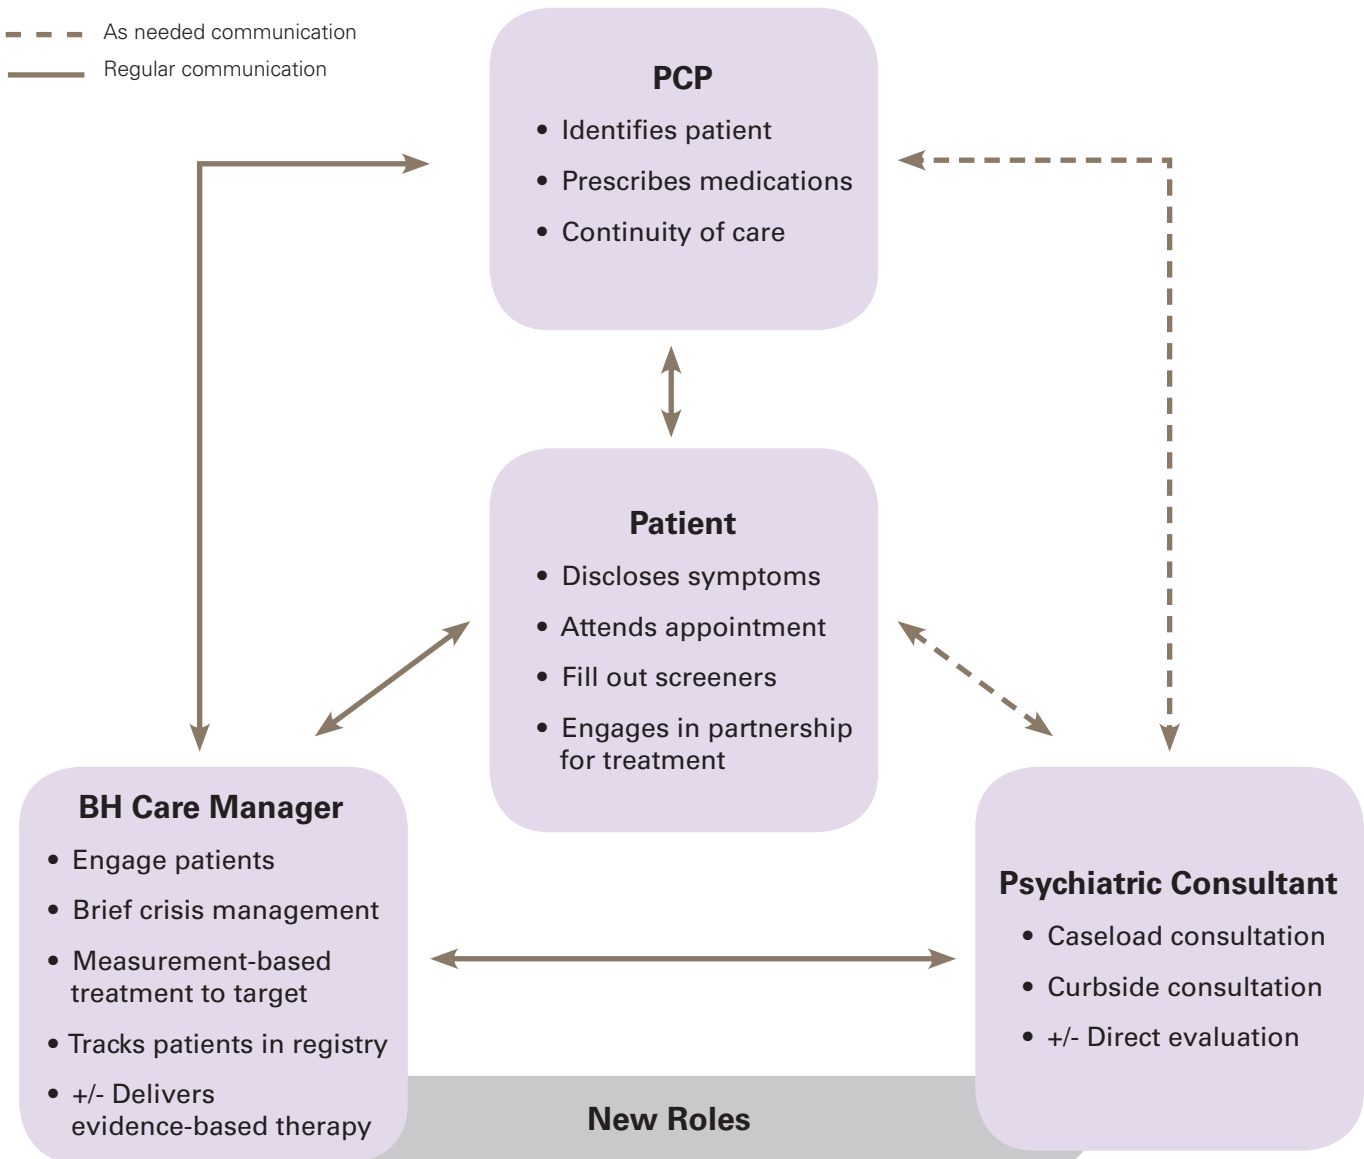 As needed communication
Regular communication
PCP
• Identifies patient
• Prescribes medications
• Continuity of care
Patient
• Discloses symptoms
• Attends appointment
• Fill out screeners
• Engages in partnership
for treatment
BH Care Manager
• Engage patients
• Brief crisis management
• Measurement-based
treatment to target
• Tracks patients in registry
• +/- Delivers
evidence-based therapy
Psychiatric Consultant
• Caseload consultation
• Curbside consultation
• +/- Direct evaluation
New Roles